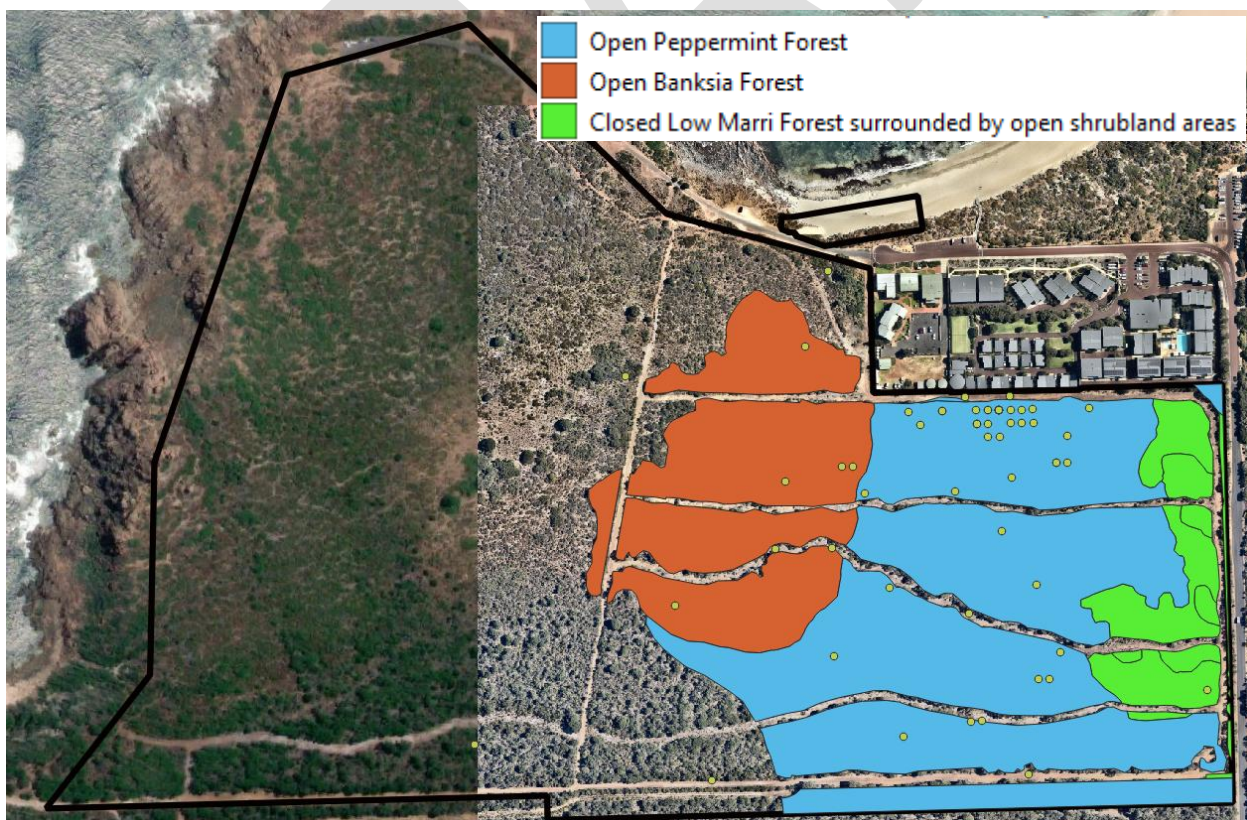 Open Peppermint Forest
Open Banksia Forest
Closed Low Marri Forest surrounded by open shrubland areas